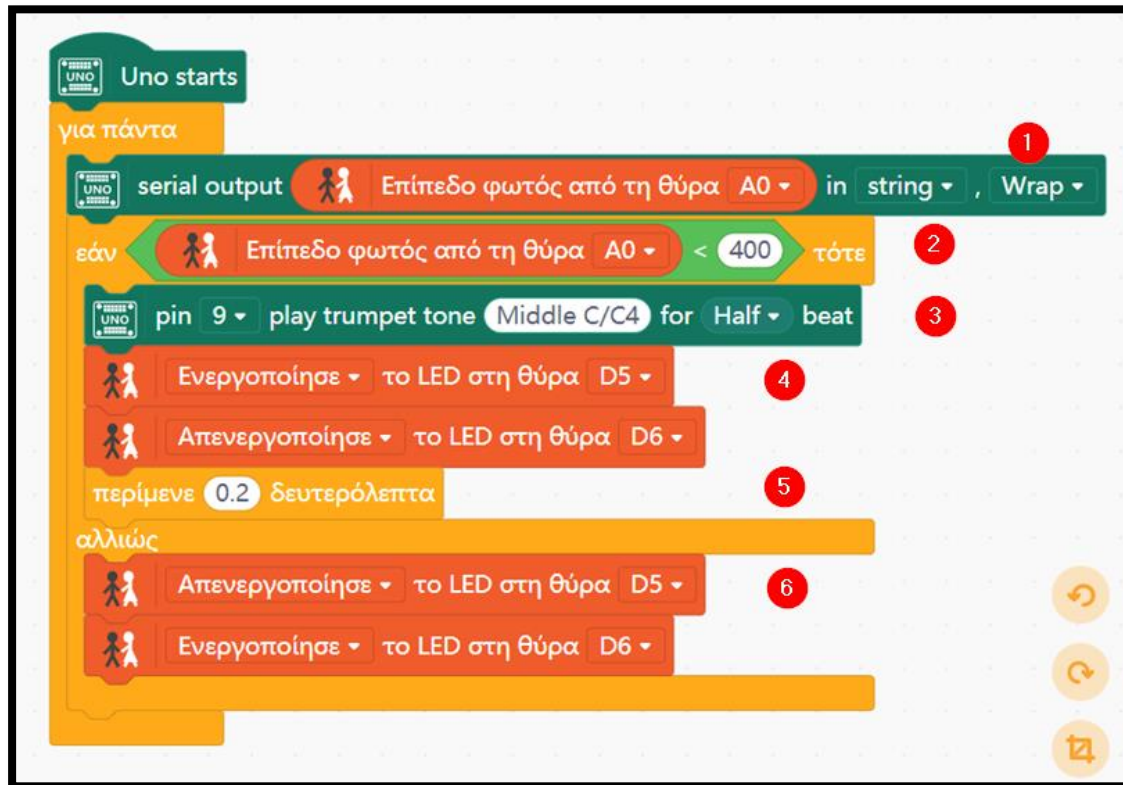 UNO Uno starts
για πάντα
1
UNO serial output Επίπεδο φωτός από τη θύρα A0 in string , Wrap
εάν Επίπεδο φωτός από τη θύρα A0 < 400 τότε 2
UNO pin 9 play trumpet tone Middle C/C4 for Half beat 3
Ενεργοποίησε το LED στη θύρα D5 4
Απενεργοποίησε το LED στη θύρα D6
περίμενε 0.2 δευτερόλεπτα 5
αλλιώς
Απενεργοποίησε το LED στη θύρα D5 6
Ενεργοποίησε το LED στη θύρα D6